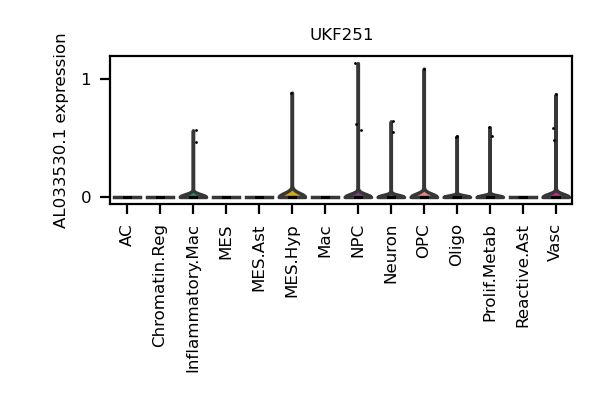 UKF251
AL033530.1 expression
1
0
AC
Chromatin.Reg
Inflammatory.Mac
MES
MES.Ast
MES.Hyp
Mac
NPC
Neuron
OPC
Oligo
Prolif.Metab
Reactive.Ast
Vasc